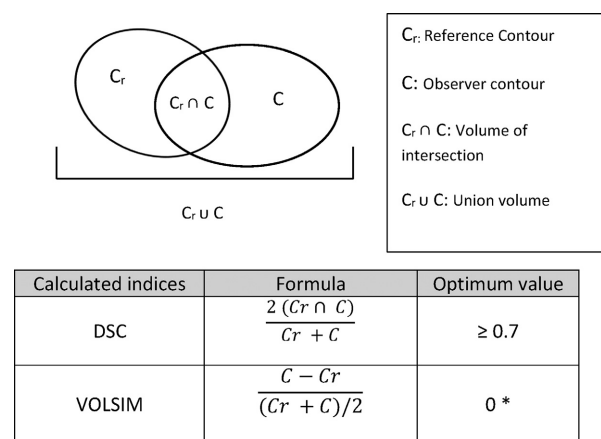 Cr
Cr ∩ C
C
Cr ∪ C
Cr: Reference Contour
C: Observer contour
Cr ∩ C: Volume of
intersection
Cr ∪ C: Union volume
Calculated indices Formula Optimum value
DSC 2 (Cr ∩ C) / Cr + C ≥ 0.7
VOLSIM C − Cr / (Cr + C)/2 0 *